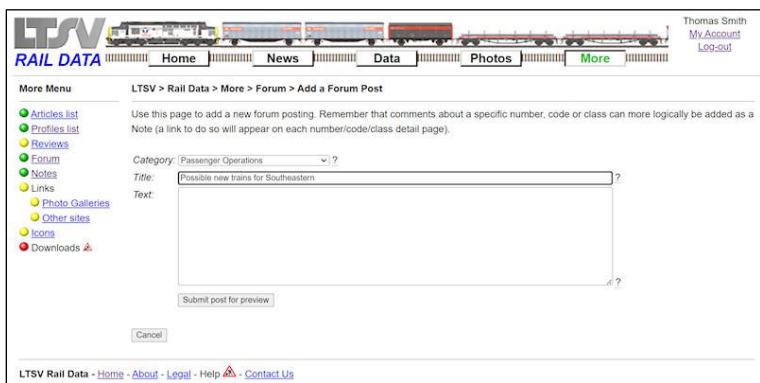 LTSV
RAIL DATA
Home
News
Data
Photos
More
Thomas Smith
My Account
Log-out
More Menu
Articles list
Profiles list
Reviews
Forum
Notes
Links
Photo Galleries
Other sites
Icons
Downloads
LTSV > Rail Data > More > Forum > Add a Forum Post
Use this page to add a new forum posting. Remember that comments about a specific number, code or class can more logically be added as a
Note (a link to do so will appear on each number/code/class detail page).
Category: Passenger Operations ?
Title: Possible new trains for Southeastern ?
Text:
?
Submit post for preview
Cancel
LTSV Rail Data - Home - About - Legal - Help - Contact Us